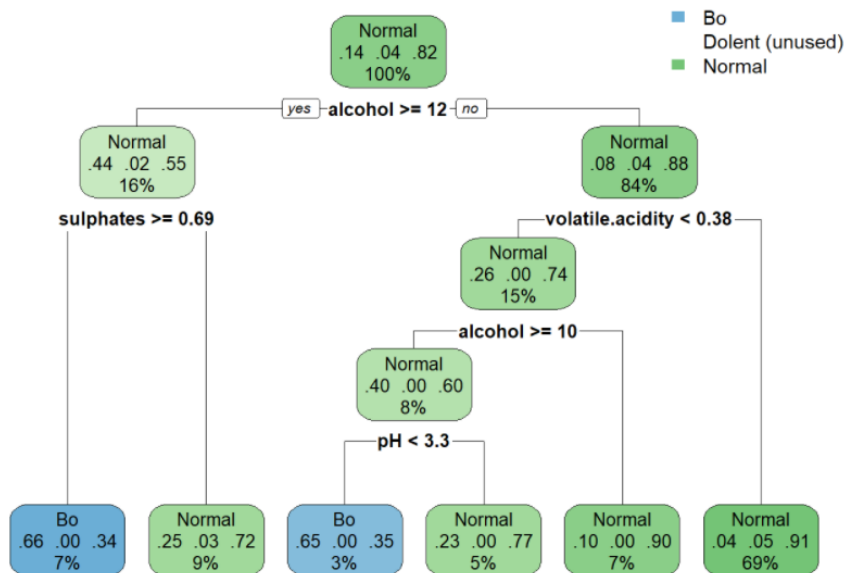 Normal
.14 .04 .82
100%
Bo
Dolent (unused)
Normal
yes alcohol >= 12 no
Normal
.44 .02 .55
16%
Normal
.08 .04 .88
84%
sulphates >= 0.69
volatile.acidity < 0.38
Normal
.26 .00 .74
15%
alcohol >= 10
Normal
.40 .00 .60
8%
pH < 3.3
Bo
.66 .00 .34
7%
Normal
.25 .03 .72
9%
Bo
.65 .00 .35
3%
Normal
.23 .00 .77
5%
Normal
.10 .00 .90
7%
Normal
.04 .05 .91
69%